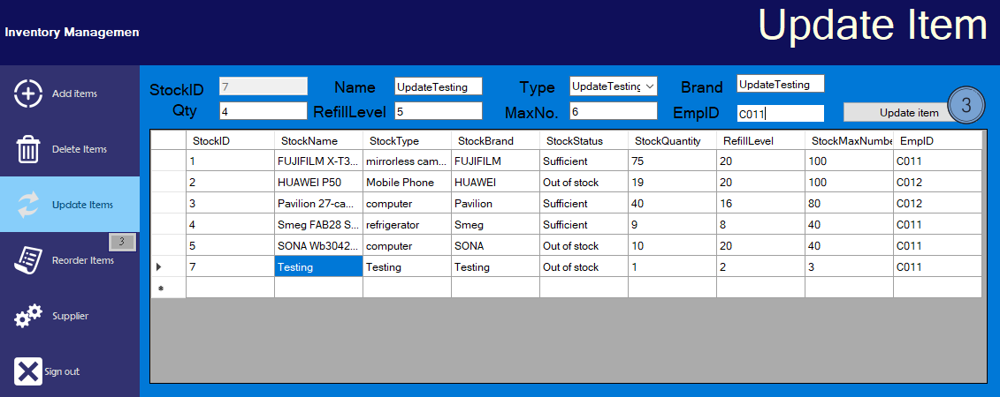 Inventory Managemen
Update Item
Add items
Delete Items
Update Items
3
Reorder Items
Supplier
Sign out
StockID 7 Name UpdateTesting Type UpdateTesting Brand UpdateTesting
Qty 4 RefillLevel 5 MaxNo. 6 EmpID C011 Update item 3
StockID StockName StockType StockBrand StockStatus StockQuantity RefillLevel StockMaxNumbe EmpID
1 FUJIFILM X-T3... mirrorless cam... FUJIFILM Sufficient 75 20 100 C011
2 HUAWEI P50 Mobile Phone HUAWEI Out of stock 19 20 100 C012
3 Pavilion 27-ca... computer Pavilion Sufficient 40 16 80 C012
4 Smeg FAB28 S... refrigerator Smeg Sufficient 9 8 40 C011
5 SONA Wb3042... computer SONA Out of stock 10 20 40 C011
7 Testing Testing Testing Out of stock 1 2 3 C011